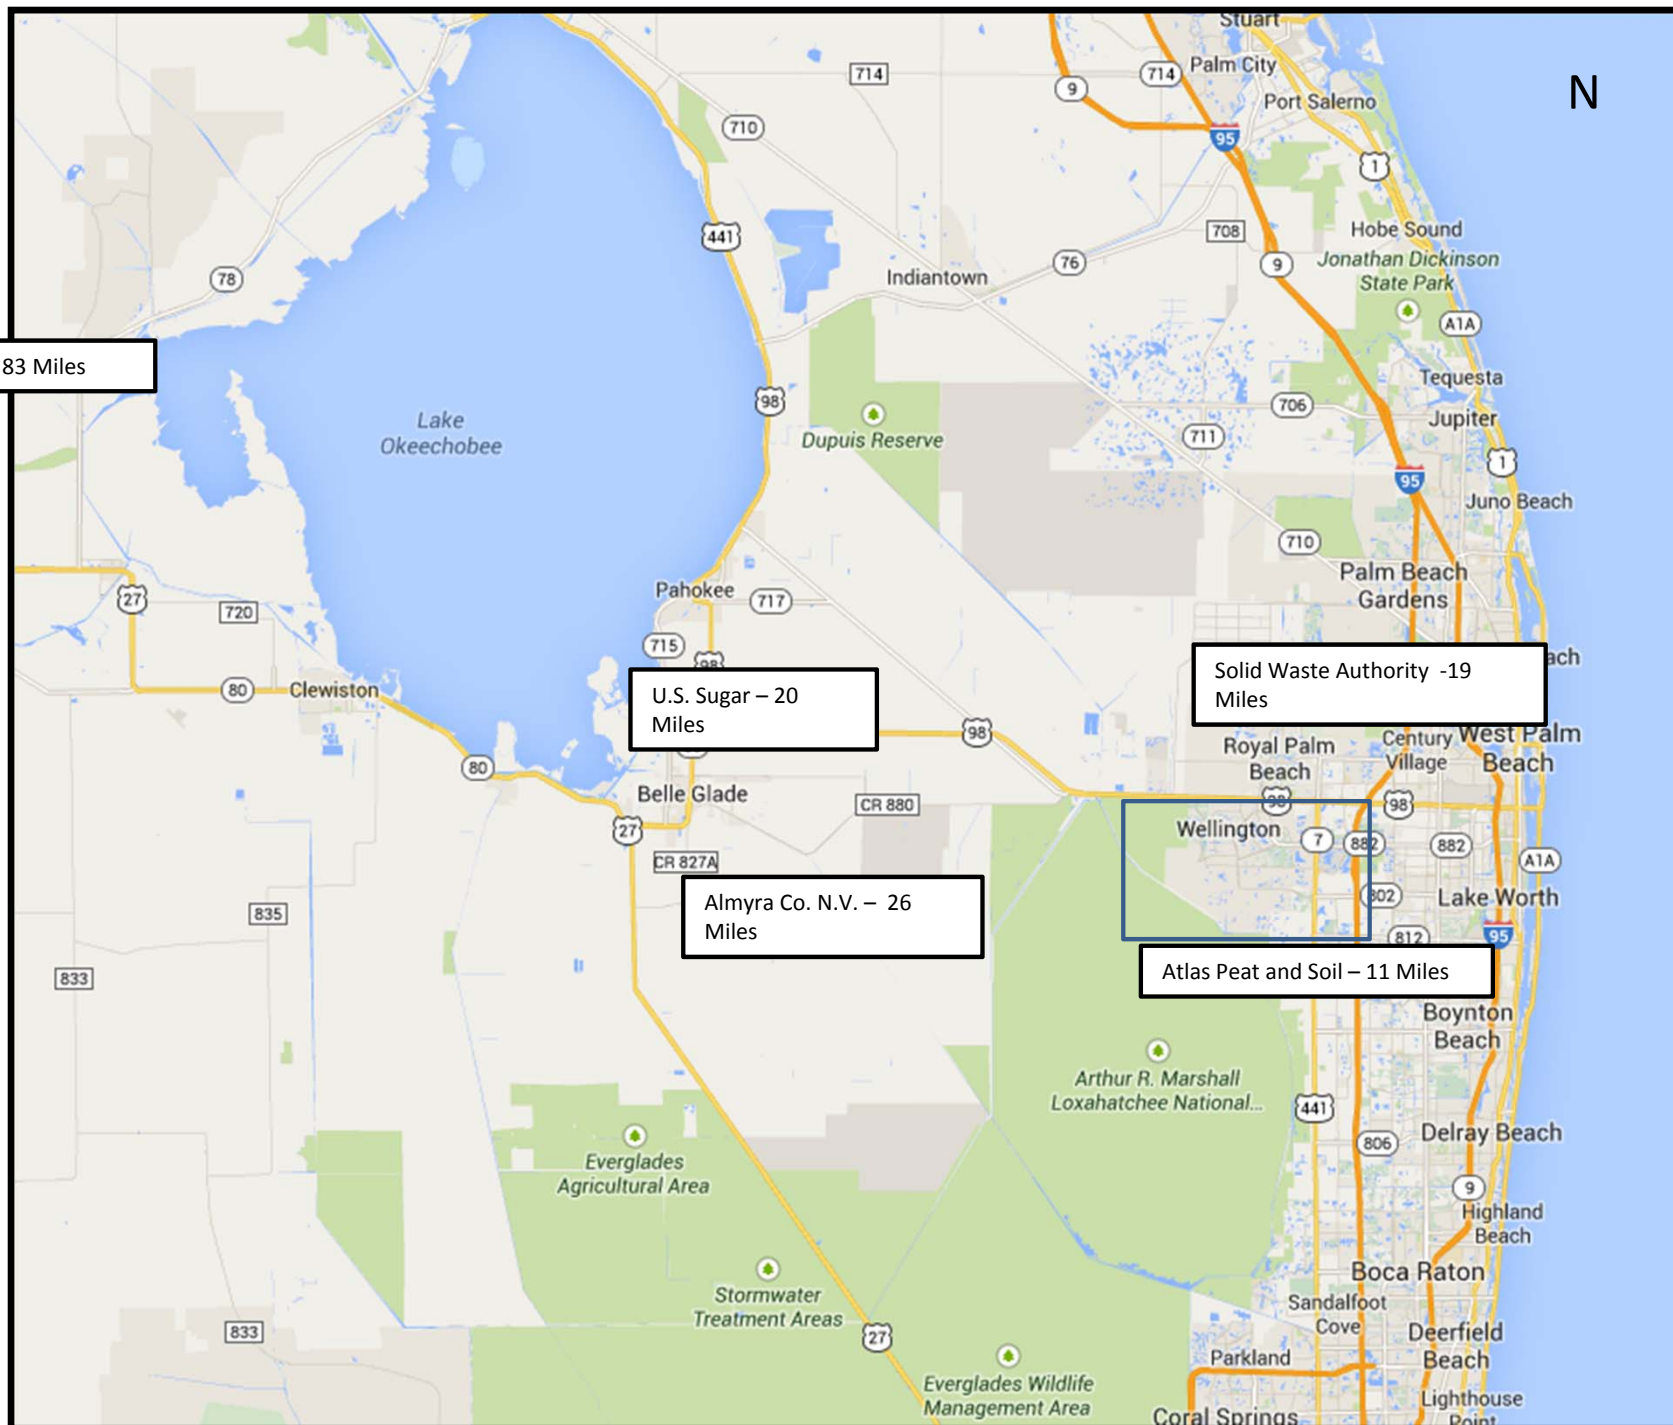 Stuart
Palm City
N
714
714
9
Port Salerno
710
95
1
441
708
Hobe Sound
78
Indiantown
76
9
Jonathan Dickinson
State Park
A1A
83 Miles
Tequesta
98
706
Lake
Okeechobee
Dupuis Reserve
711
Jupiter
1
95
Juno Beach
710
Palm Beach
Gardens
27
720
Pahokee
717
715
98
ach
Solid Waste Authority -19
Miles
80
Clewiston
U.S. Sugar – 20
Miles
98
Royal Palm
Beach
Century
Village
West Palm
Beach
80
Belle Glade
CR 880
98
98
27
Wellington
7
882
882
CR 827A
A1A
Almyra Co. N.V. – 26
Miles
802
Lake Worth
835
812
95
833
Atlas Peat and Soil – 11 Miles
Boynton
Beach
Arthur R. Marshall
Loxahatchee National...
441
806
Delray Beach
Everglades
Agricultural Area
9
Highland
Beach
Stormwater
Treatment Areas
Boca Raton
Sandalfoot
Cove
833
27
Deerfield
Beach
Parkland
Everglades Wildlife
Management Area
Lighthouse
Point
Coral Springs